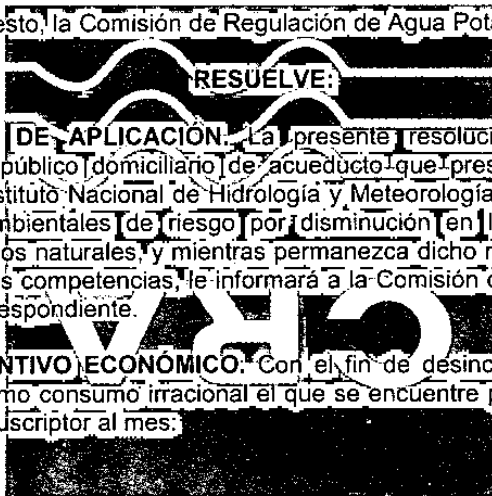 esto, la Comisión de Regulación de Agua Pota
RESUELVE:
DE APLICACIÓN. La presente resoluci
público domiciliario de acueducto que pres
stituto Nacional de Hidrología y Meteorología
mbientales de riesgo por disminución en l
os naturales, y mientras permanezca dicho r
s competencias, le informará a la Comisión d
espondiente.
CRA
NTIVO ECONÓMICO. Con el fin de desinc
mo consumo irracional el que se encuentre p
uscriptor al mes: